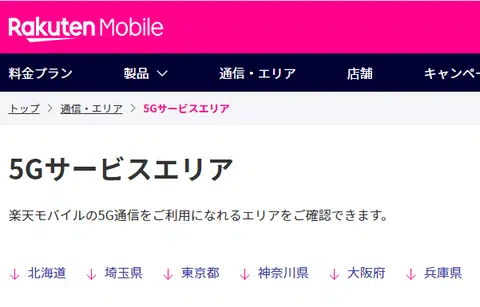 Rakuten Mobile
料金プラン 製品 通信・エリア 店舗 キャンペ
トップ 通信・エリア 5Gサービスエリア
5Gサービスエリア
楽天モバイルの5G通信をご利用になれるエリアをご確認できます。
↓ 北海道 ↓ 埼玉県 ↓ 東京都 ↓ 神奈川県 ↓ 大阪府 ↓ 兵庫県